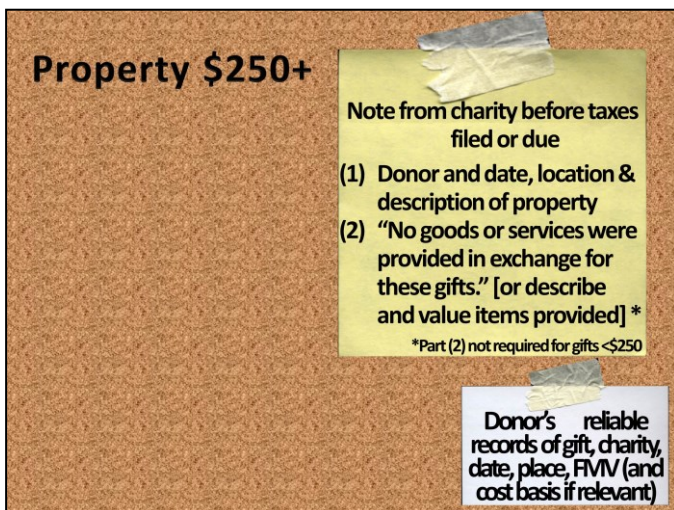 Property $250+
Note from charity before taxes
filed or due
(1) Donor and date, location &
description of property
(2) “No goods or services were
provided in exchange for
these gifts.” [or describe
and value items provided] *
*Part (2) not required for gifts <$250
Donor’s reliable
records of gift, charity,
date, place, FMV (and
cost basis if relevant)